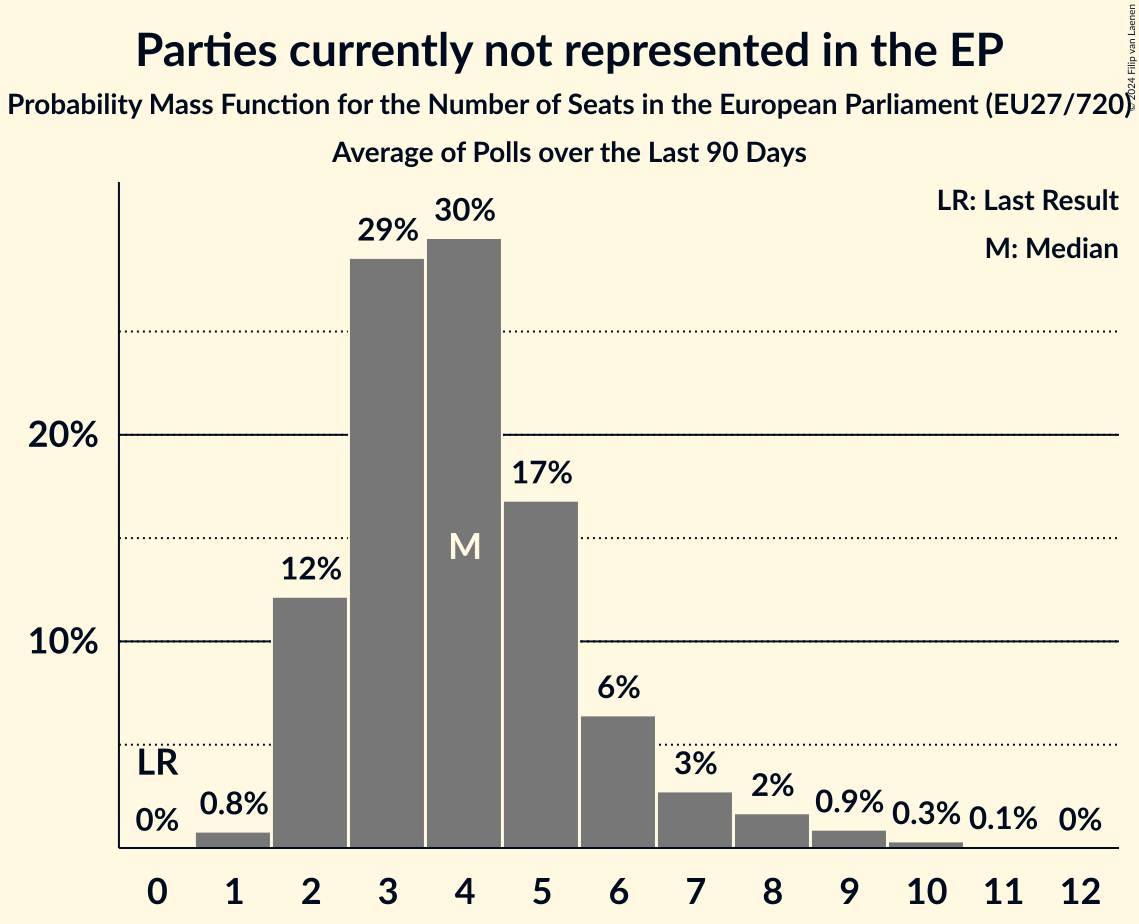 Parties currently not represented in the EP
Probability Mass Function for the Number of Seats in the European Parliament (EU27/720)
Average of Polls over the Last 90 Days
© 2024 Filip van Laenen
LR: Last Result
M: Median
20%
10%
LR
0%
0.8%
12%
29%
30%
M
17%
6%
3%
2%
0.9%
0.3%
0.1%
0%
0 1 2 3 4 5 6 7 8 9 10 11 12